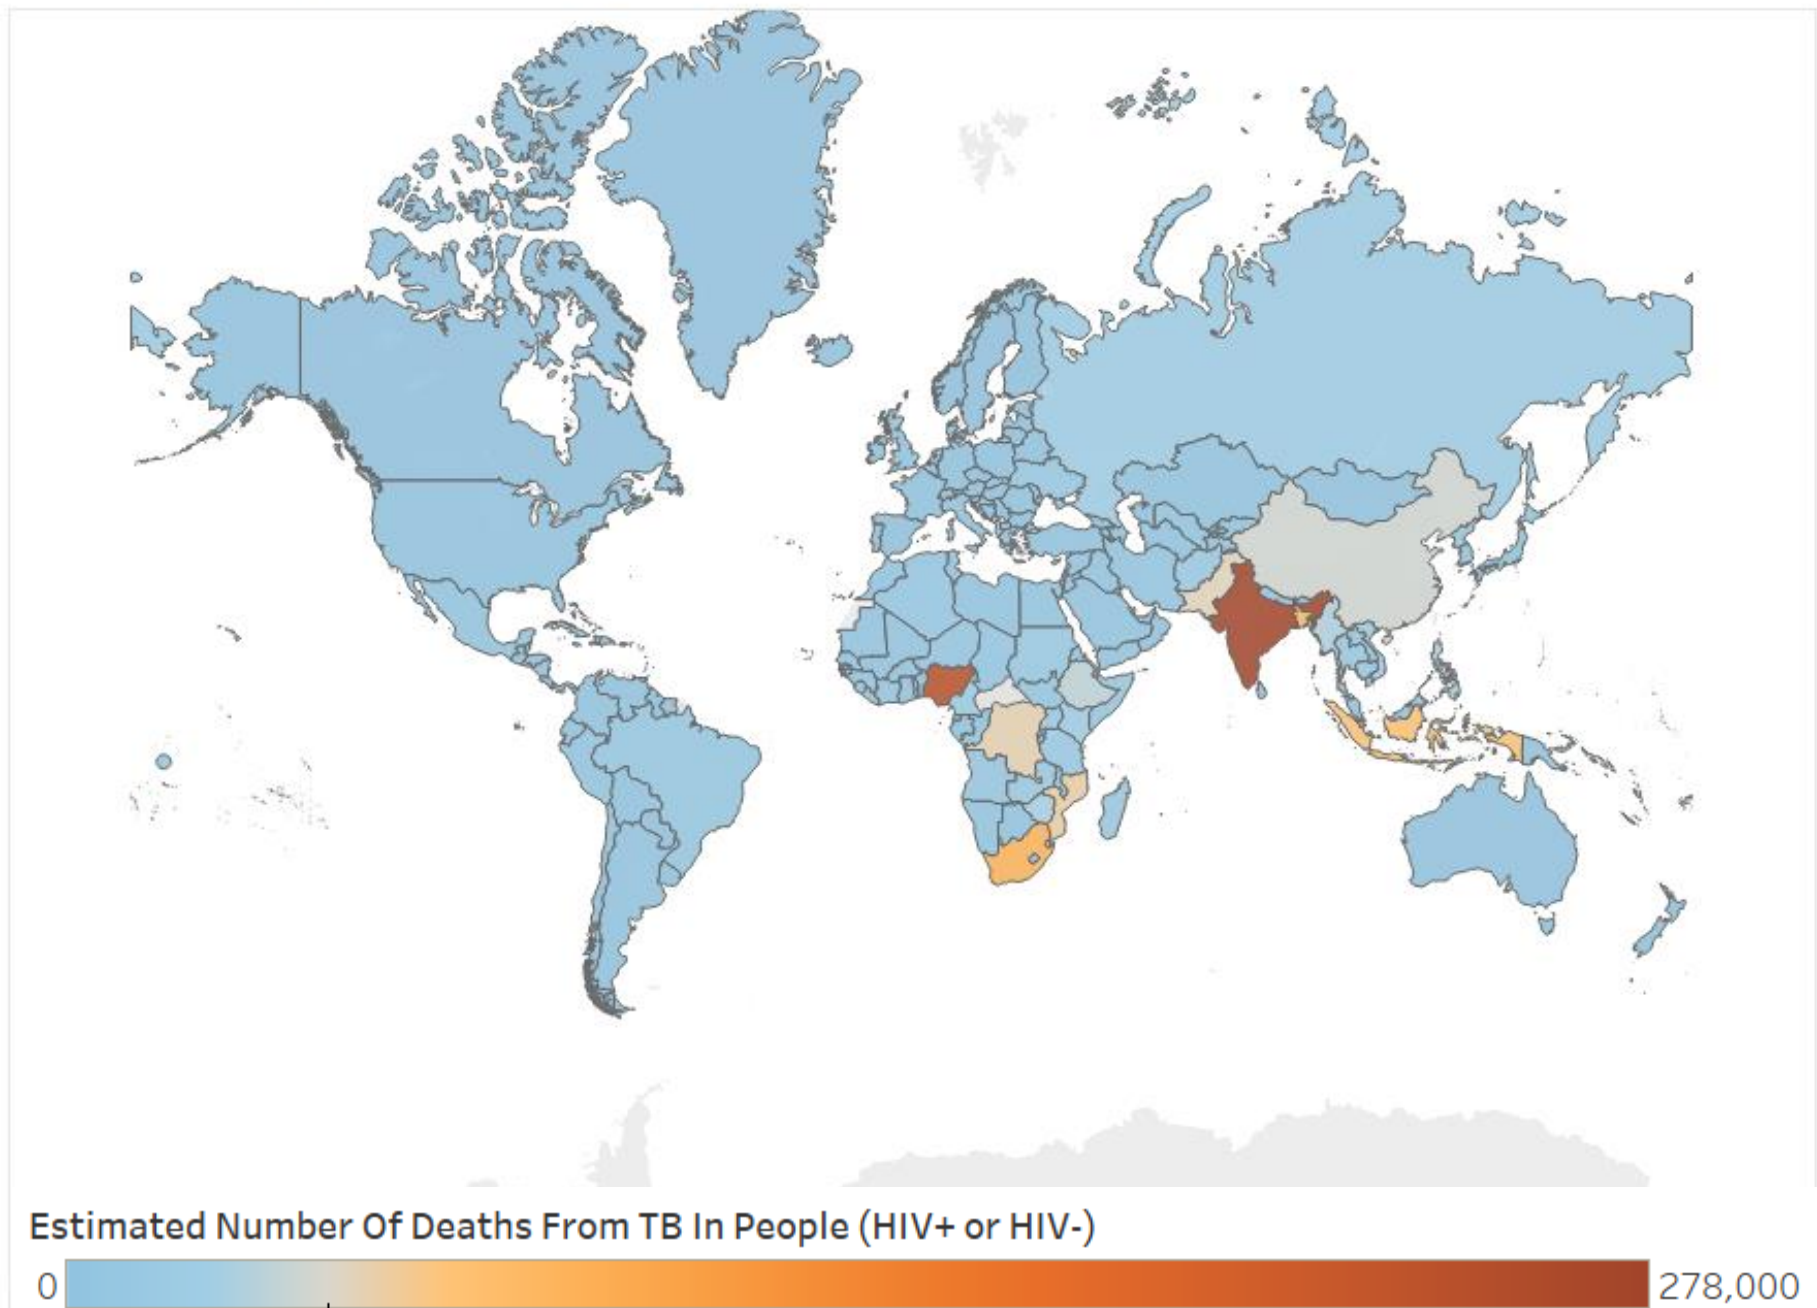 Estimated Number Of Deaths From TB In People (HIV+ or HIV-)
0 278,000